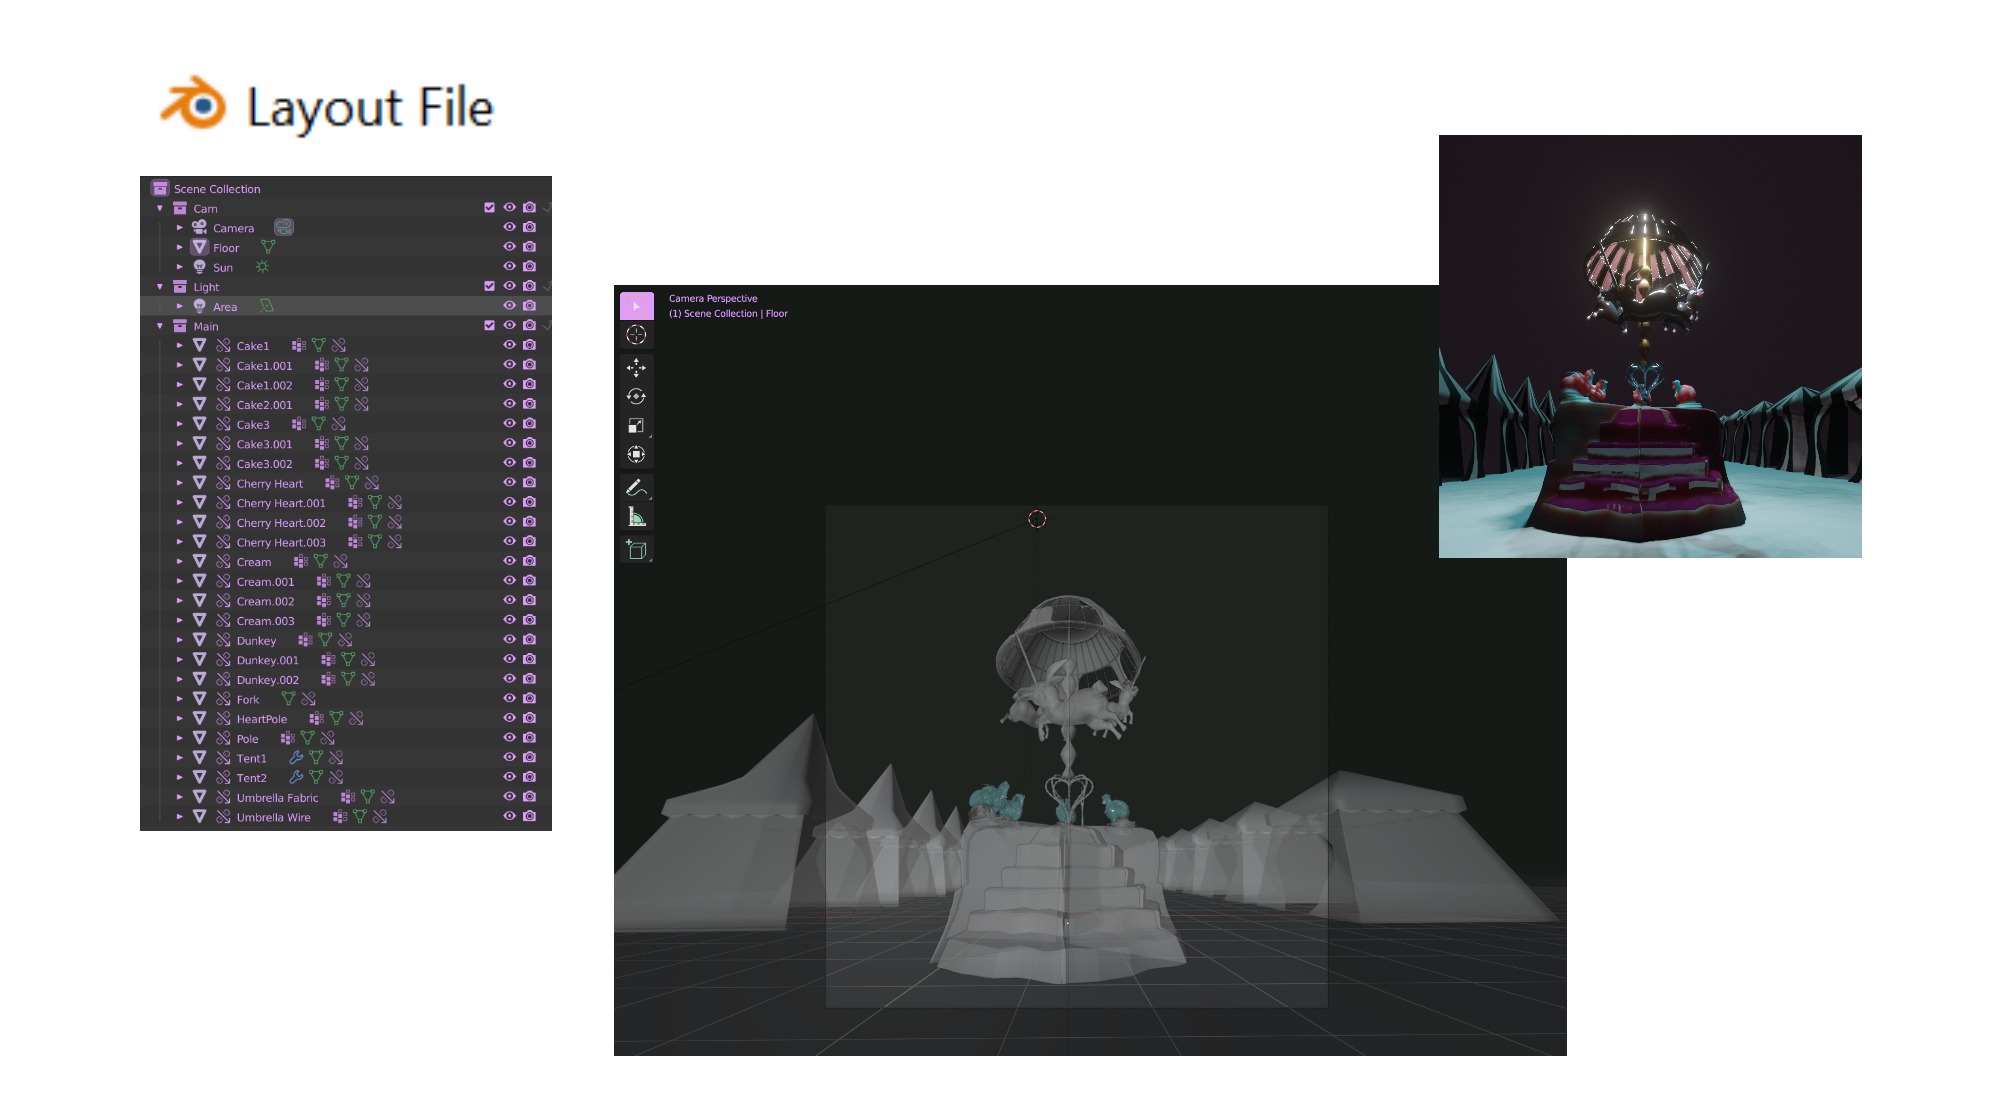 Layout File
Scene Collection
Cam
Camera
Floor
Sun
Light
Area
Main
Cake1
Cake1.001
Cake1.002
Cake2.001
Cake3
Cake3.001
Cake3.002
Cherry Heart
Cherry Heart.001
Cherry Heart.002
Cherry Heart.003
Cream
Cream.001
Cream.002
Cream.003
Dunkey
Dunkey.001
Dunkey.002
Fork
HeartPole
Pole
Tent1
Tent2
Umbrella Fabric
Umbrella Wire
Camera Perspective
(1) Scene Collection | Floor